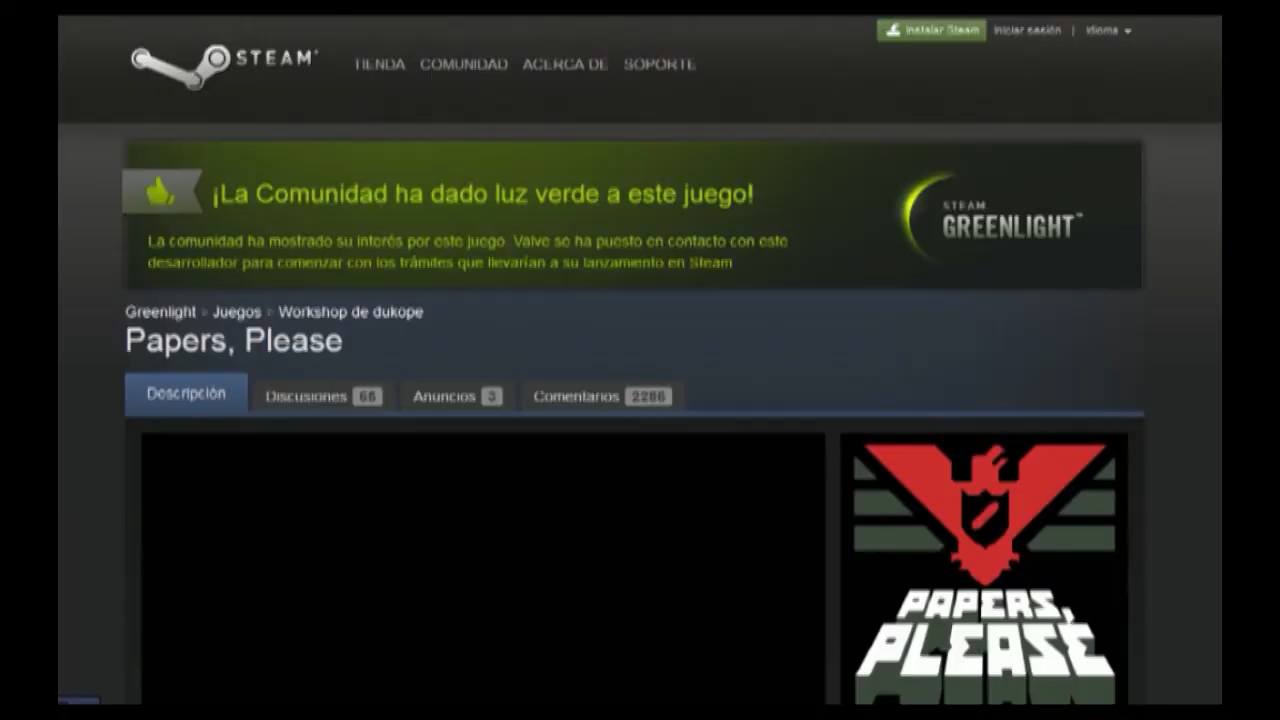 Instalar Steam Iniciar sesión | Idioma
STEAM TIENDA COMUNIDAD ACERCA DE SOPORTE
¡La Comunidad ha dado luz verde a este juego!
La comunidad ha mostrado su interés por este juego. Valve se ha puesto en contacto con este
desarrollador para comenzar con los trámites que llevarían a su lanzamiento en Steam
STEAM
GREENLIGHT™
Greenlight » Juegos » Workshop de dukope
Papers, Please
Descripción Discusiones 66 Anuncios 3 Comentarios 2286
PAPERS,
PLEASE